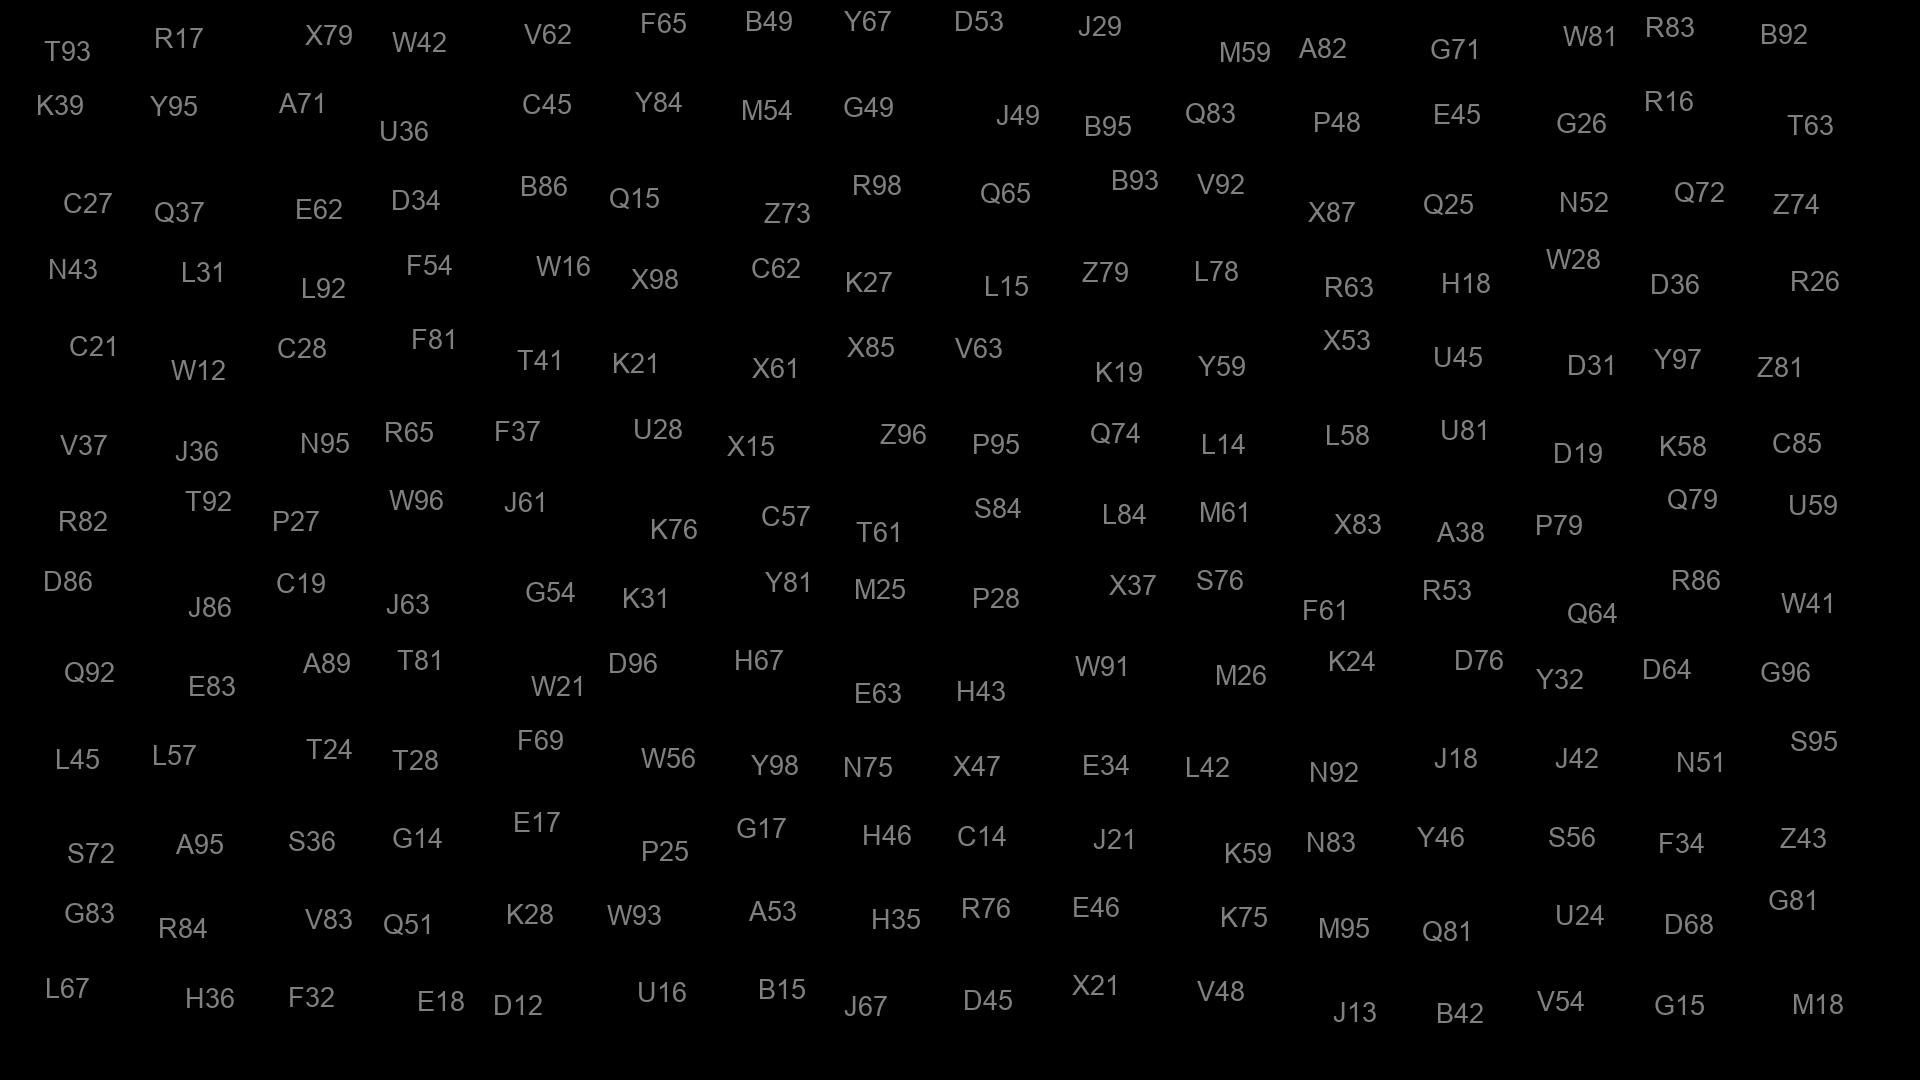 T93 R17 X79 W42 V62 F65 B49 Y67 D53 J29 M59 A82 G71 W81 R83 B92
K39 Y95 A71 U36 C45 Y84 M54 G49 J49 B95 Q83 P48 E45 G26 R16 T63
C27 Q37 E62 D34 B86 Q15 Z73 R98 Q65 B93 V92 X87 Q25 N52 Q72 Z74
N43 L31 L92 F54 W16 X98 C62 K27 L15 Z79 L78 R63 H18 W28 D36 R26
C21 W12 C28 F81 T41 K21 X61 X85 V63 K19 Y59 X53 U45 D31 Y97 Z81
V37 J36 N95 R65 F37 U28 X15 Z96 P95 Q74 L14 L58 U81 D19 K58 C85
R82 T92 P27 W96 J61 K76 C57 T61 S84 L84 M61 X83 A38 P79 Q79 U59
D86 J86 C19 J63 G54 K31 Y81 M25 P28 X37 S76 F61 R53 Q64 R86 W41
Q92 E83 A89 T81 W21 D96 H67 E63 H43 W91 M26 K24 D76 Y32 D64 G96
L45 L57 T24 T28 F69 W56 Y98 N75 X47 E34 L42 N92 J18 J42 N51 S95
S72 A95 S36 G14 E17 P25 G17 H46 C14 J21 K59 N83 Y46 S56 F34 Z43
G83 R84 V83 Q51 K28 W93 A53 H35 R76 E46 K75 M95 Q81 U24 D68 G81
L67 H36 F32 E18 D12 U16 B15 J67 D45 X21 V48 J13 B42 V54 G15 M18